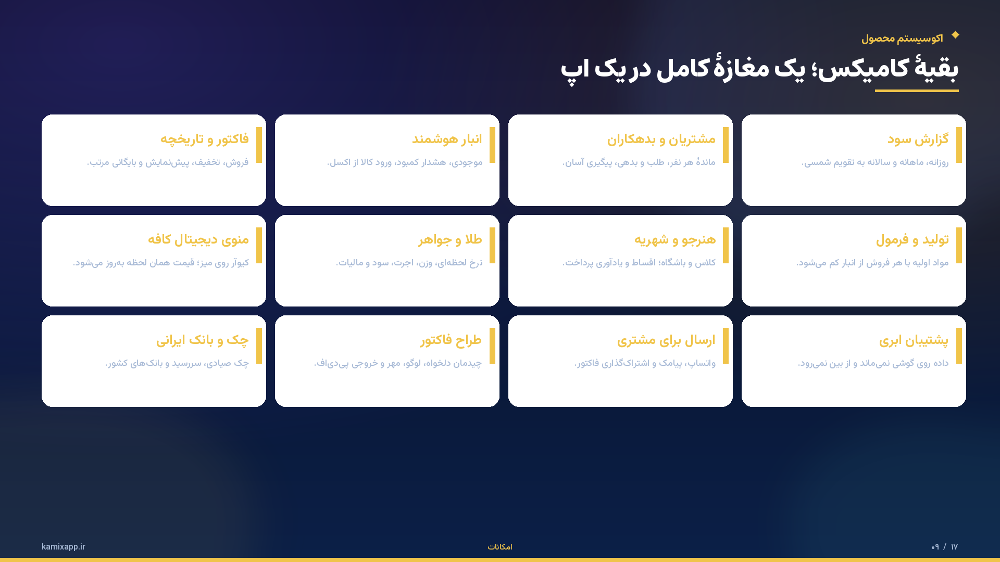 اکوسیستم محصول
بقیهٔ کامیکس؛ یک مغازهٔ کامل در یک اپ
گزارش سود
روزانه، ماهانه و سالانه به تقویم شمسی.
مشتریان و بدهکاران
ماندهٔ هر نفر، طلب و بدهی، پیگیری آسان.
انبار هوشمند
موجودی، هشدار کمبود، ورود کالا از اکسل.
فاکتور و تاریخچه
فروش، تخفیف، پیش‌نمایش و بایگانی مرتب.
تولید و فرمول
مواد اولیه با هر فروش از انبار کم می‌شود.
هنرجو و شهریه
کلاس و باشگاه؛ اقساط و یادآوری پرداخت.
طلا و جواهر
نرخ لحظه‌ای، وزن، اجرت، سود و مالیات.
منوی دیجیتال کافه
کیوآر روی میز؛ قیمت همان لحظه به‌روز می‌شود.
پشتیبان ابری
داده روی گوشی نمی‌ماند و از بین نمی‌رود.
ارسال برای مشتری
واتساپ، پیامک و اشتراک‌گذاری فاکتور.
طراح فاکتور
چیدمان دلخواه، لوگو، مهر و خروجی پی‌دی‌اف.
چک و بانک ایرانی
چک صیادی، سررسید و بانک‌های کشور.
۱۷ / ۰۹
امکانات
kamixapp.ir